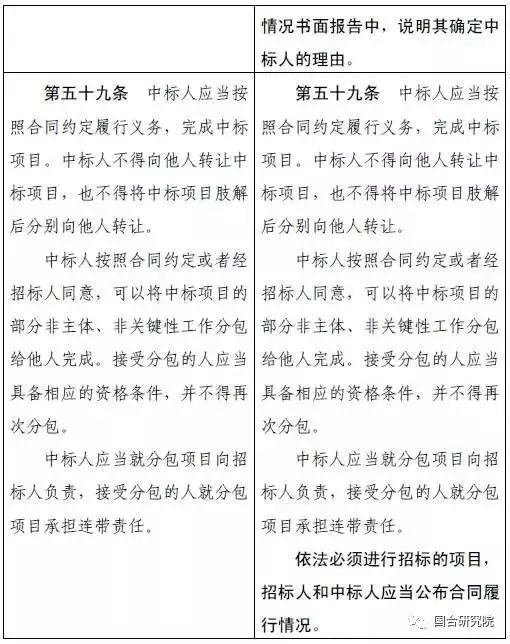 情况书面报告中，说明其确定中
标人的理由。
第五十九条　中标人应当按
照合同约定履行义务，完成中标
项目。中标人不得向他人转让中
标项目，也不得将中标项目肢解
后分别向他人转让。
中标人按照合同约定或者经
招标人同意，可以将中标项目的
部分非主体、非关键性工作分包
给他人完成。接受分包的人应当
具备相应的资格条件，并不得再
次分包。
中标人应当就分包项目向招
标人负责，接受分包的人就分包
项目承担连带责任。
第五十九条　中标人应当按
照合同约定履行义务，完成中标
项目。中标人不得向他人转让中
标项目，也不得将中标项目肢解
后分别向他人转让。
中标人按照合同约定或者经
招标人同意，可以将中标项目的
部分非主体、非关键性工作分包
给他人完成。接受分包的人应当
具备相应的资格条件，并不得再
次分包。
中标人应当就分包项目向招
标人负责，接受分包的人就分包
项目承担连带责任。
依法必须进行招标的项目，
招标人和中标人应当公布合同履
行情况。
国合研究院